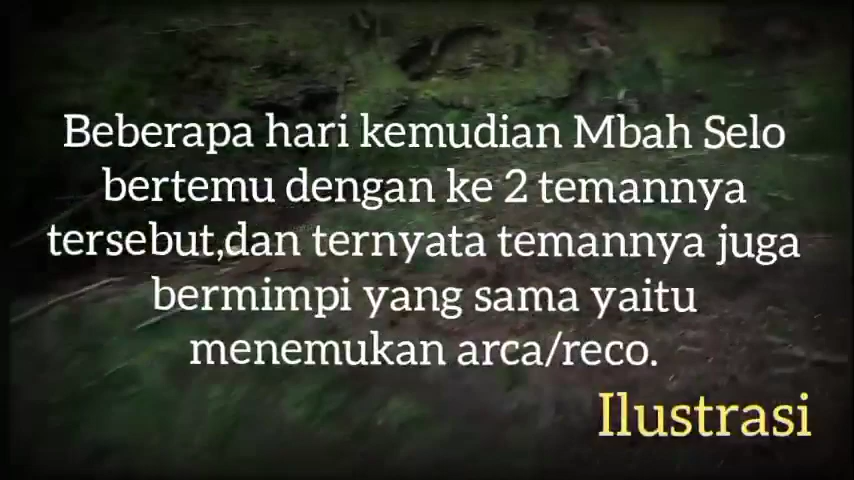 Beberapa hari kemudian Mbah Selo
bertemu dengan ke 2 temannya
tersebut,dan ternyata temannya juga
bermimpi yang sama yaitu
menemukan arca/reco.
Ilustrasi